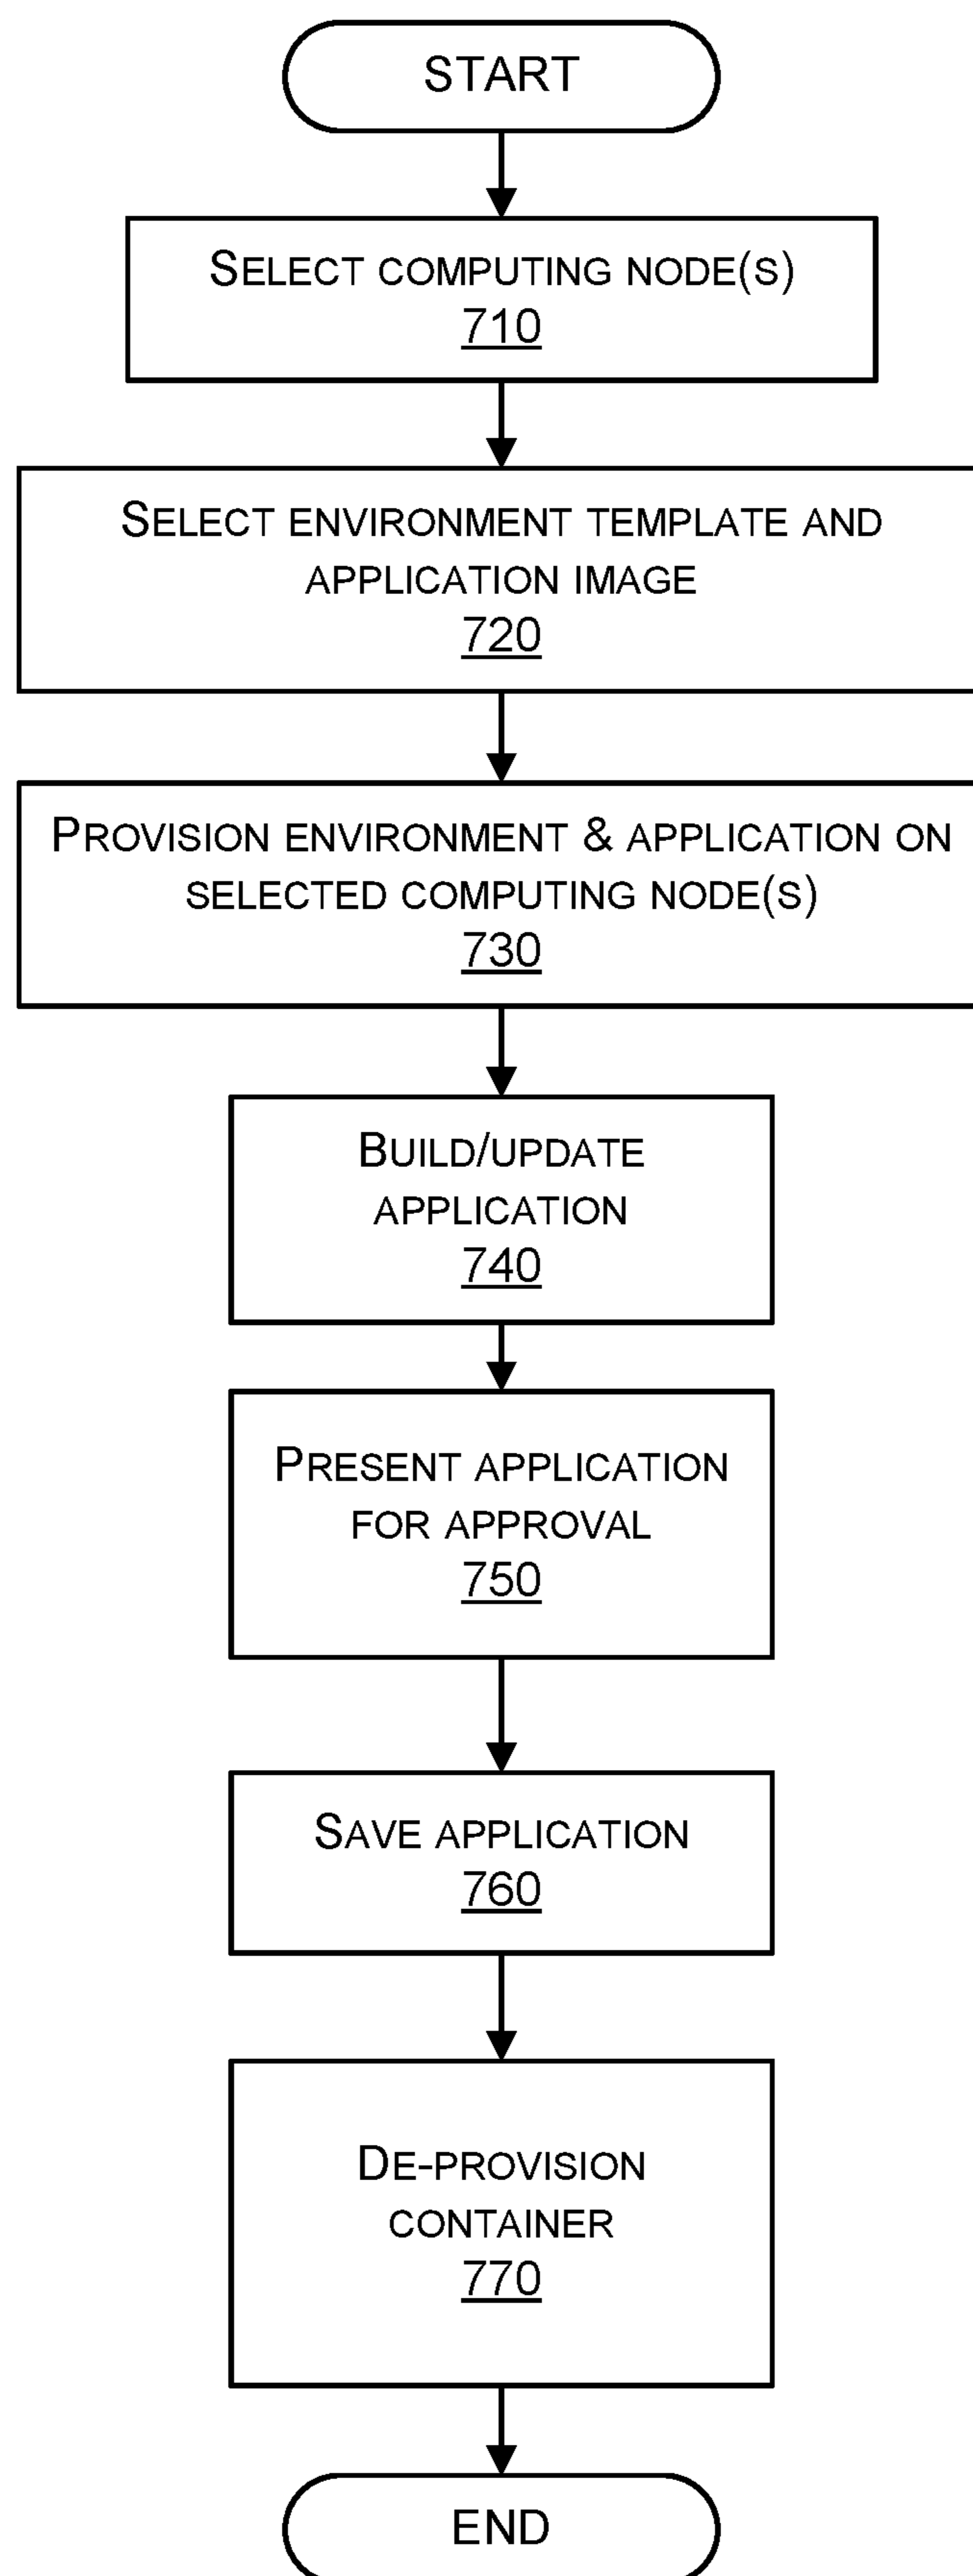 START
SELECT COMPUTING NODE(S)
710
SELECT ENVIRONMENT TEMPLATE AND
APPLICATION IMAGE
720
PROVISION ENVIRONMENT & APPLICATION ON
SELECTED COMPUTING NODE(S)
730
BUILD/UPDATE
APPLICATION
740
PRESENT APPLICATION
FOR APPROVAL
750
SAVE APPLICATION
760
DE-PROVISION
CONTAINER
770
END